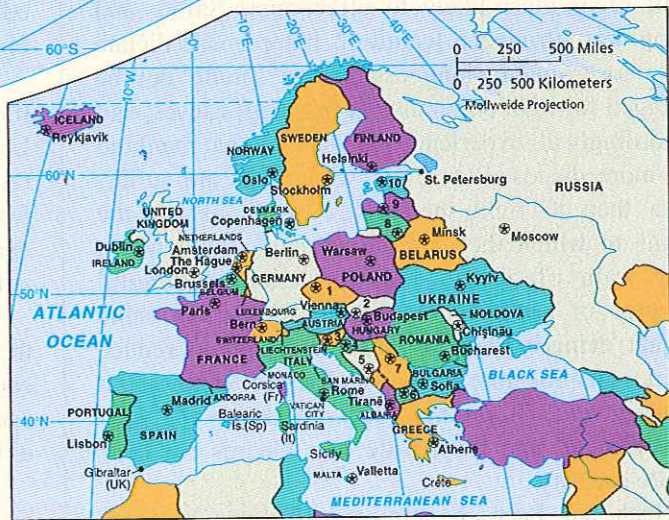 60°S
10°W
0°
10°E
20°E
30°E
40°E
0 250 500 Miles
0 250 500 Kilometers
Mollweide Projection
ICELAND
Reykjavik
60°N
NORWAY
SWEDEN
FINLAND
Helsinki
Oslo
Stockholm
10
St. Petersburg
RUSSIA
NORTH SEA
9
UNITED
KINGDOM
DENMARK
Copenhagen
8
Minsk
Moscow
NETHERLANDS
Dublin
Amsterdam
Berlin
Warsaw
BELARUS
IRELAND
The Hague
London
GERMANY
POLAND
Brussels
BELGIUM
1
Kyyiv
50°N
Paris
LUXEMBOURG
Vienna
2
UKRAINE
ATLANTIC
OCEAN
Bern
AUSTRIA
Budapest
MOLDOVA
SWITZERLAND
HUNGARY
Chişinău
FRANCE
LIECHTENSTEIN
3
4
ROMANIA
ITALY
5
7
Bucharest
MONACO
SAN MARINO
BULGARIA
BLACK SEA
Corsica
(Fr)
Rome
Sofia
ANDORRA
6
Madrid
VATICAN
CITY
Tiranë
40°N
PORTUGAL
Balearic
Is.(Sp)
Sardinia
(It)
ALBANIA
Lisbon
SPAIN
GREECE
Sicily
Athens
Gibraltar
(UK)
MALTA
Valletta
Crete
MEDITERRANEAN SEA